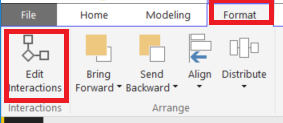 File Home Modeling Format
Edit Bring Send Align Distribute
Interactions Forward Backward
Interactions Arrange